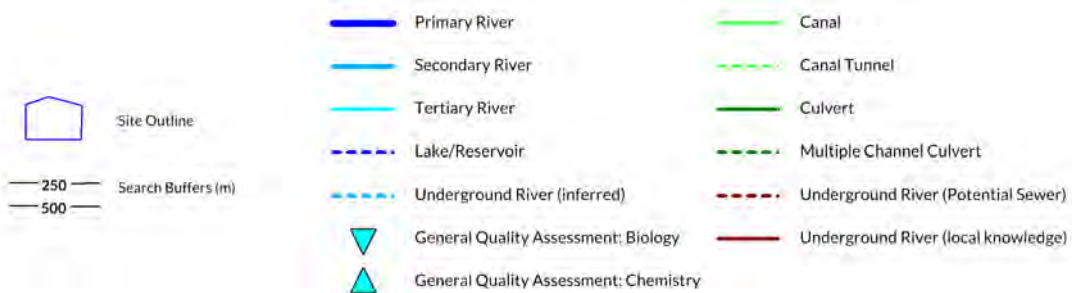 Site Outline
250
500
Search Buffers (m)
Primary River
Secondary River
Tertiary River
Lake/Reservoir
Underground River (inferred)
General Quality Assessment: Biology
General Quality Assessment: Chemistry
Canal
Canal Tunnel
Culvert
Multiple Channel Culvert
Underground River (Potential Sewer)
Underground River (local knowledge)